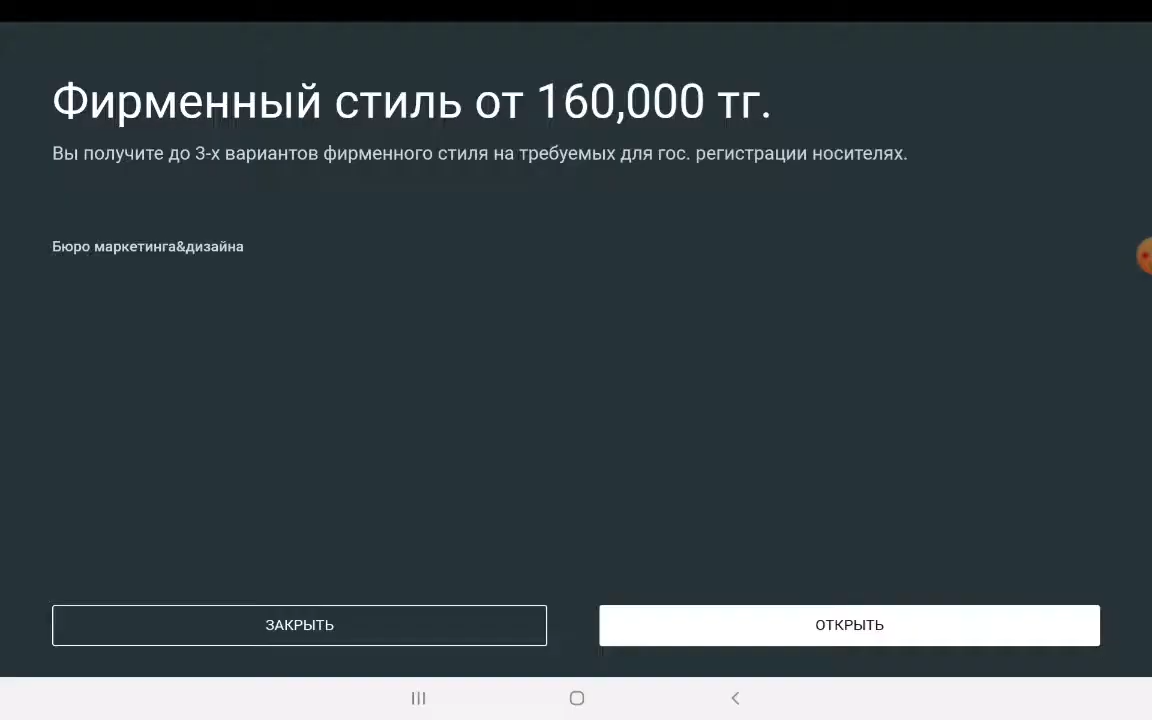 Фирменный стиль от 160,000 тг.
Вы получите до 3-х вариантов фирменного стиля на требуемых для гос. регистрации носителях.
Бюро маркетинга&дизайна
ЗАКРЫТЬ
ОТКРЫТЬ